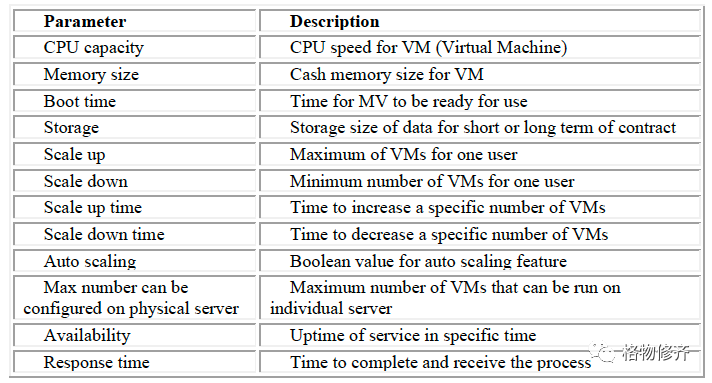 Parameter Description
CPU capacity CPU speed for VM (Virtual Machine)
Memory size Cash memory size for VM
Boot time Time for MV to be ready for use
Storage Storage size of data for short or long term of contract
Scale up Maximum of VMs for one user
Scale down Minimum number of VMs for one user
Scale up time Time to increase a specific number of VMs
Scale down time Time to decrease a specific number of VMs
Auto scaling Boolean value for auto scaling feature
Max number can be configured on physical server Maximum number of VMs that can be run on individual server
Availability Uptime of service in specific time
Response time Time to complete and receive the process
格物修齐